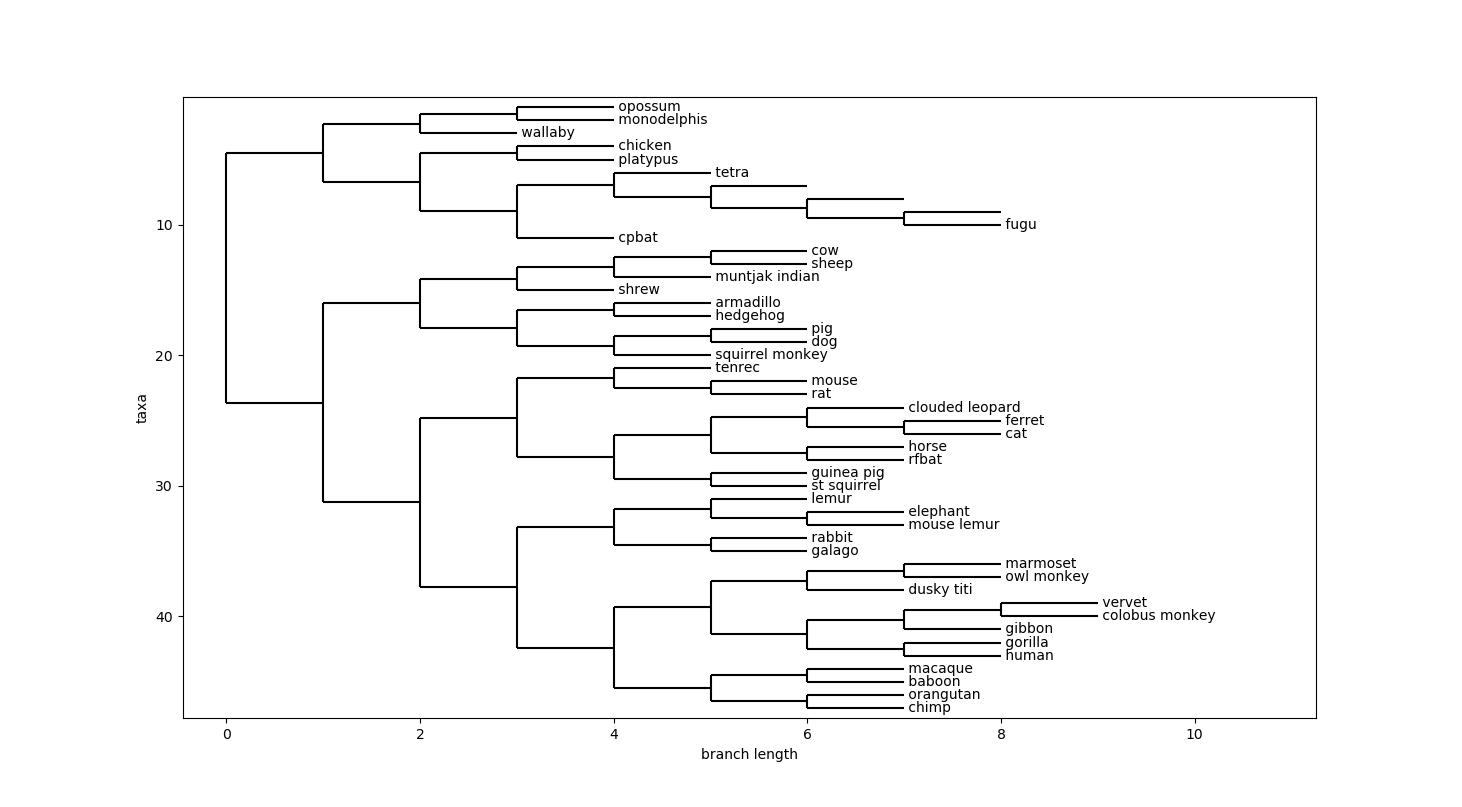 opossum
monodelphis
wallaby
chicken
platypus
tetra
10
fugu
cpbat
cow
sheep
muntjak indian
shrew
armadillo
hedgehog
pig
dog
20
squirrel monkey
tenrec
mouse
rat
clouded leopard
taxa
ferret
cat
horse
rfbat
guinea pig
30
st squirrel
lemur
elephant
mouse lemur
rabbit
galago
marmoset
owl monkey
dusky titi
vervet
40
colobus monkey
gibbon
gorilla
human
macaque
baboon
orangutan
chimp
0 2 4 6 8 10
branch length